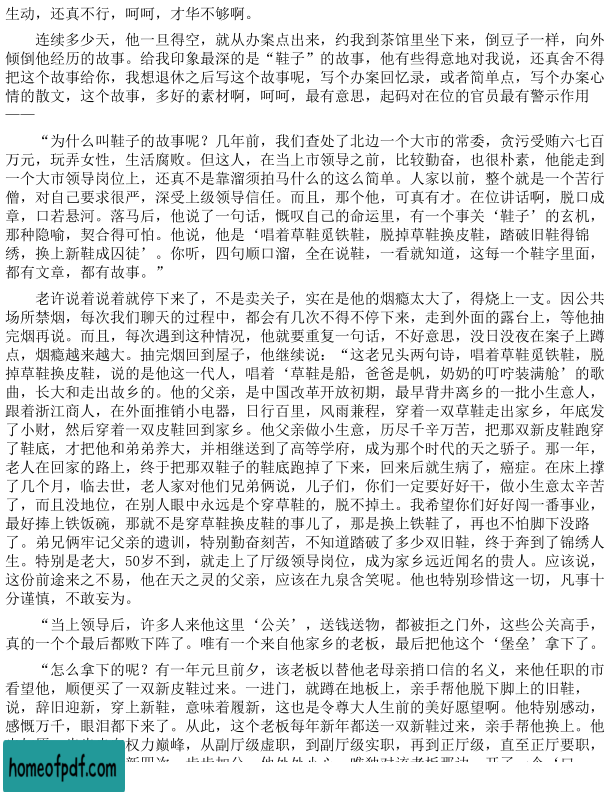 生动，还真不行，呵呵，才华不够啊。
连续多少天，他一旦得空，就从办案点出来，约我到茶馆里坐下来，倒豆子一样，向外
倾倒他经历的故事。给我印象最深的是“鞋子”的故事，他有些得意地对我说，还真舍不得
把这个故事给你，我想退休之后写这个故事呢，写个办案回忆录，或者简单点，写个办案心
情的散文，这个故事，多好的素材啊，呵呵，最有意思，起码对在位的官员最有警示作用
——
“为什么叫鞋子的故事呢？几年前，我们查处了北边一个大市的常委，贪污受贿六七百
万元，玩弄女性，生活腐败。但这人，在当上市领导之前，比较勤奋，也很朴素，他能走到
一个大市领导岗位上，还真不是靠溜须拍马什么的这么简单。人家以前，整个就是一个苦行
僧，对自己要求很严，深受上级领导信任。而且，那个他，可真有才。在位讲话啊，脱口成
章，口若悬河。落马后，他说了一句话，慨叹自己的命运里，有一个事关‘鞋子’的玄机，
那种隐喻，契合得可怕。他说，他是‘唱着草鞋觅铁鞋，脱掉草鞋换皮鞋，踏破旧鞋得锦
绣，换上新鞋成囚徒’。你听，四句顺口溜，全在说鞋，一看就知道，这每一个鞋字里面，
都有文章，都有故事。”
老许说着说着就停下来了，不是卖关子，实在是他的烟瘾太大了，得烧上一支。因公共
场所禁烟，每次我们聊天的过程中，都会有几次不得不停下来，走到外面的露台上，等他抽
完烟再说。而且，每次遇到这种情况，他就要重复一句话，不好意思，没日没夜在案子上蹲
点，烟瘾越来越大。抽完烟回到屋子，他继续说：“这老兄头两句诗，唱着草鞋觅铁鞋，脱
掉草鞋换皮鞋，说的是他这一代人，唱着‘草鞋是船，爸爸是帆，奶奶的叮咛装满舱’的歌
曲，长大和走出故乡的。他的父亲，是中国改革开放初期，最早背井离乡的一批小生意人，
跟着浙江商人，在外面推销小电器，日行百里，风雨兼程，穿着一双草鞋走出家乡，年底发
了小财，然后穿着一双皮鞋回到家乡。他父亲做小生意，历尽千辛万苦，把那双新皮鞋跑穿
了鞋底，才把他和弟弟养大，并相继送到了高等学府，成为那个时代的天之骄子。那一年，
老人在回家的路上，终于把那双鞋子的鞋底跑掉了下来，回来后就生病了，癌症。在床上撑
了几个月，临去世，老人家对他们兄弟俩说，儿子们，你们一定要好好干，做小生意太辛苦
了，而且没地位，在别人眼中永远是个穿草鞋的，脱不掉土。我希望你们好好闯一番事业，
最好捧上铁饭碗，那就不是穿草鞋换皮鞋的事儿了，那是换上铁鞋了，再也不怕脚下没路
了。弟兄俩牢记父亲的遗训，特别勤奋刻苦，不知道踏破了多少双旧鞋，终于奔到了锦绣人
生。特别是老大，50岁不到，就走上了厅级领导岗位，成为家乡远近闻名的贵人。应该说，
这份前途来之不易，他在天之灵的父亲，应该在九泉含笑呢。他也特别珍惜这一切，凡事十
分谨慎，不敢妄为。
“当上领导后，许多人来他这里‘公关’，送钱送物，都被拒之门外，这些公关高手，
真的一个个最后都败下阵了。唯有一个来自他家乡的老板，最后把他这个‘堡垒’拿下了。
“怎么拿下的呢？有一年元旦前夕，该老板以替他老母亲捎口信的名义，来他任职的市
看望他，顺便买了一双新皮鞋过来。一进门，就蹲在地板上，亲手帮他脱下脚上的旧鞋，
说，辞旧迎新，穿上新鞋，意味着履新，这也是令尊大人生前的美好愿望啊。他特别感动，
感慨万千，眼泪都下来了。从此，这个老板每年新年都送一双新鞋过来，亲手帮他换上。他
权力巅峰，从副厅级虚职，到副厅级实职，再到正厅级，直至正厅要职，
homeofpdf.com